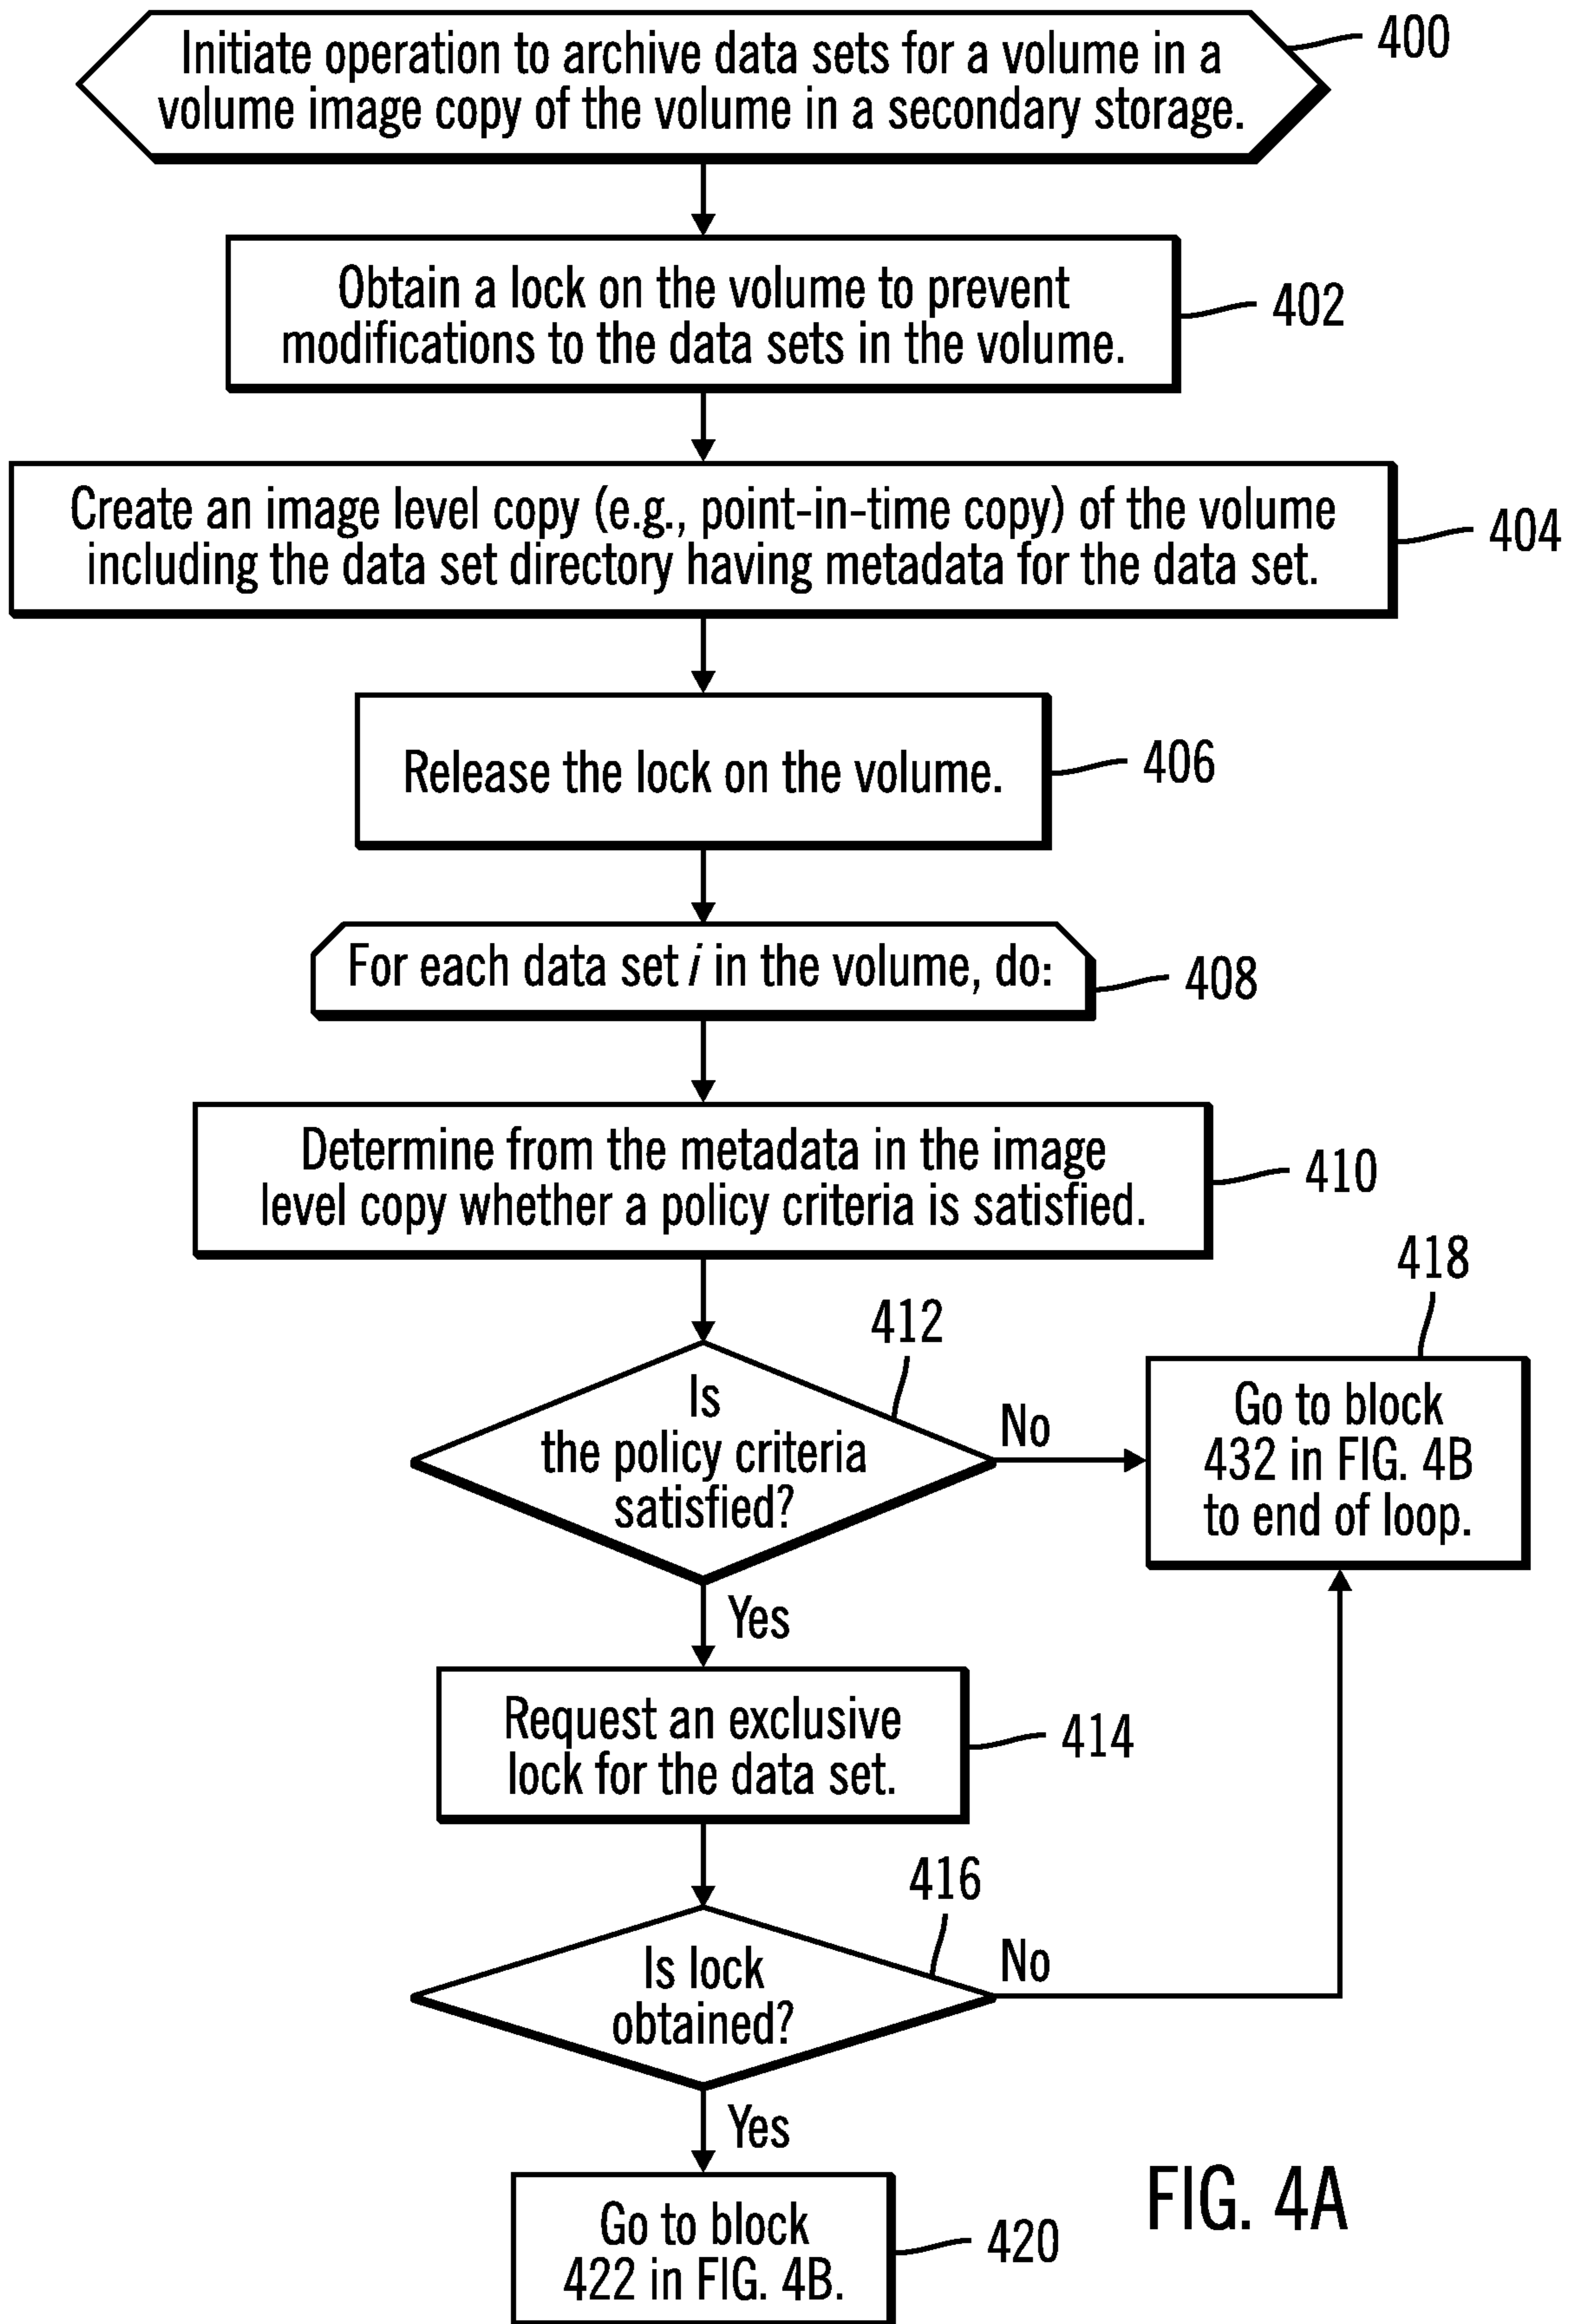 Initiate operation to archive data sets for a volume in a
volume image copy of the volume in a secondary storage.
400
Obtain a lock on the volume to prevent
modifications to the data sets in the volume.
402
Create an image level copy (e.g., point-in-time copy) of the volume
including the data set directory having metadata for the data set.
404
Release the lock on the volume.
406
For each data set i in the volume, do:
408
Determine from the metadata in the image
level copy whether a policy criteria is satisfied.
410
412
Is
the policy criteria
satisfied?
No
418
Go to block
432 in FIG. 4B
to end of loop.
Yes
Request an exclusive
lock for the data set.
414
416
Is lock
obtained?
No
Yes
Go to block
422 in FIG. 4B.
420
FIG. 4A